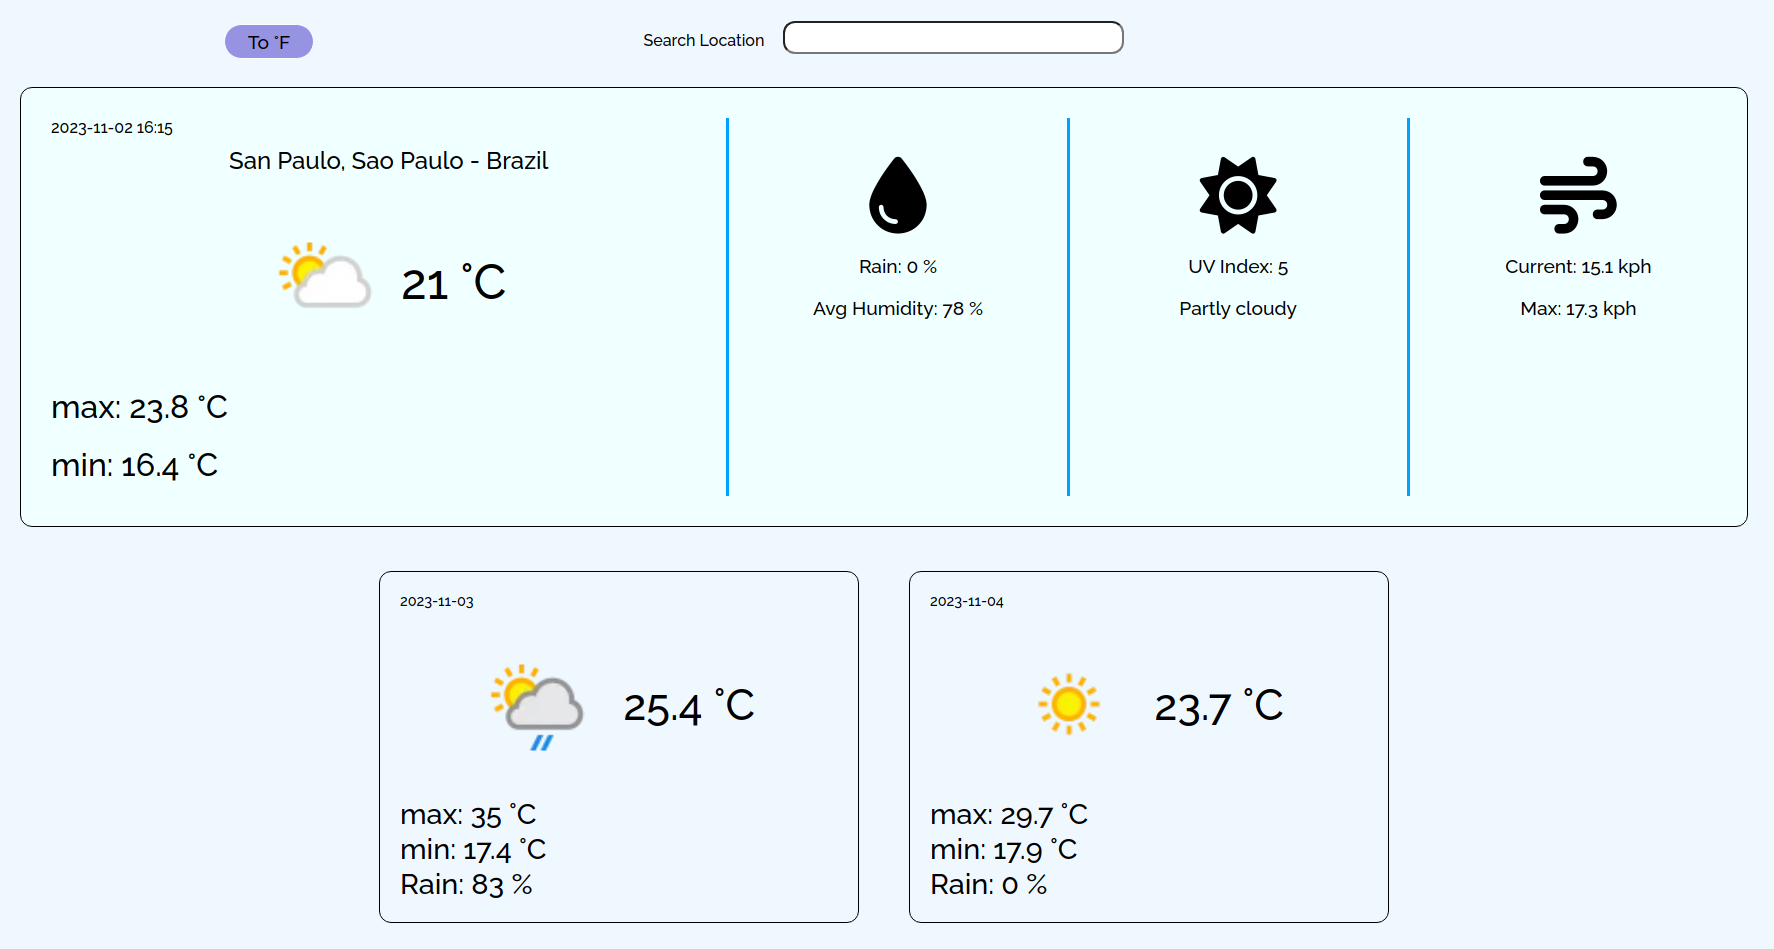 To °F
Search Location
2023-11-02 16:15
San Paulo, Sao Paulo - Brazil
21 °C
max: 23.8 °C
min: 16.4 °C
Rain: 0 %
Avg Humidity: 78 %
UV Index: 5
Partly cloudy
Current: 15.1 kph
Max: 17.3 kph
2023-11-03
25.4 °C
max: 35 °C
min: 17.4 °C
Rain: 83 %
2023-11-04
23.7 °C
max: 29.7 °C
min: 17.9 °C
Rain: 0 %